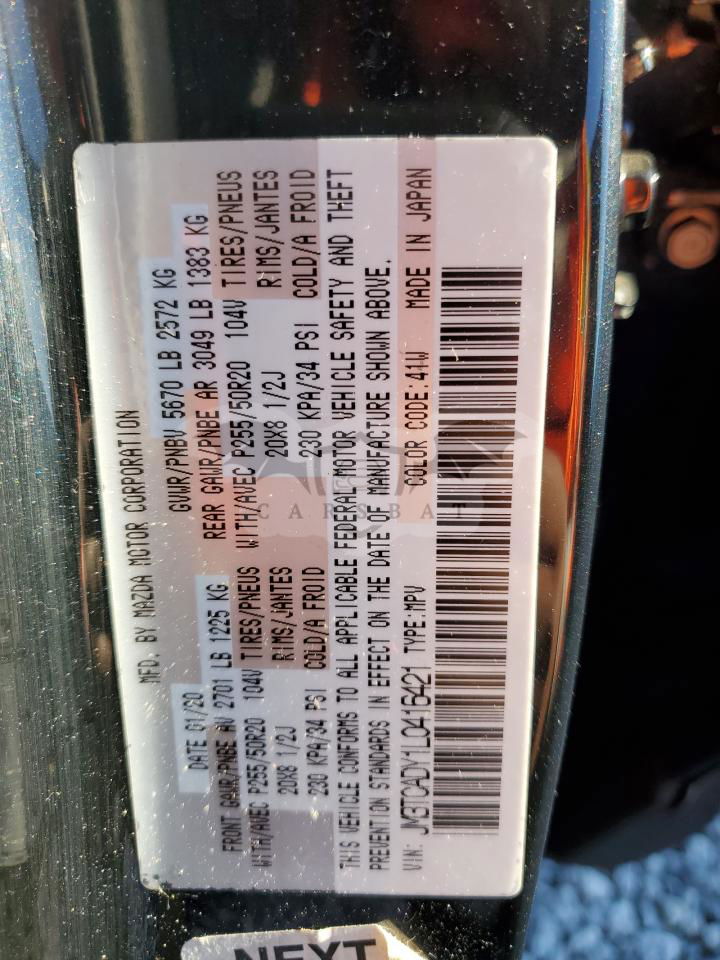 MFD. BY MAZDA MOTOR CORPORATION
DATE 01/20 GVWR/PNBV 5670 LB 2572 KG
FRONT GAWR/PNBE AV 2701 LB 1225 KG REAR GAWR/PNBE AR 3049 LB 1383 KG
WITH/AVEC P255/50R20 104V TIRES/PNEUS WITH/AVEC P255/50R20 104V TIRES/PNEUS
20X8 1/2J RIMS/JANTES 20X8 1/2J RIMS/JANTES
230 KPA/34 PSI COLD/A FROID 230 KPA/34 PSI COLD/A FROID
THIS VEHICLE CONFORMS TO ALL APPLICABLE FEDERAL MOTOR VEHICLE SAFETY AND THEFT
PREVENTION STANDARDS IN EFFECT ON THE DATE OF MANUFACTURE SHOWN ABOVE.
VIN: JM3TCADY1L0416421 TYPE:MPV COLOR CODE:41W MADE IN JAPAN
CARSBAT
NEXT